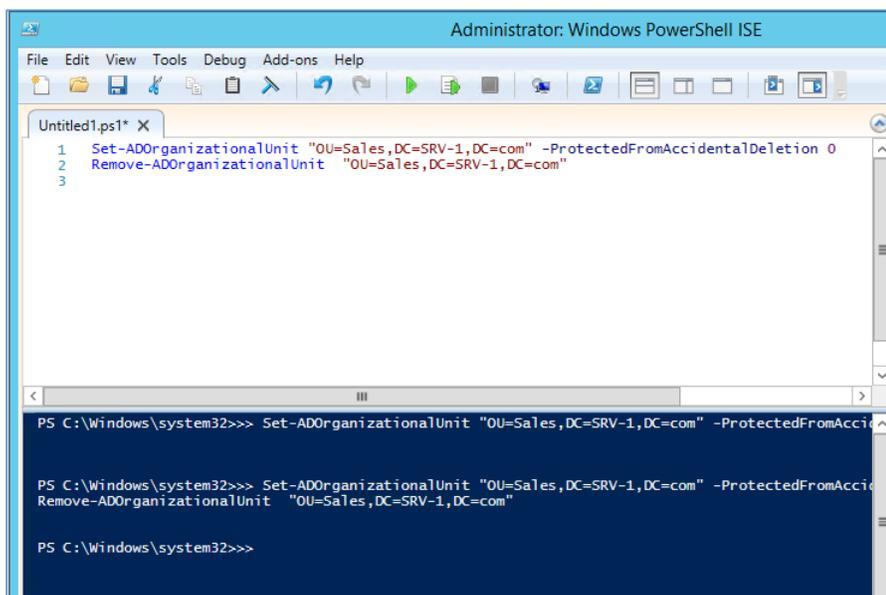 Administrator: Windows PowerShell ISE
File Edit View Tools Debug Add-ons Help
Untitled1.ps1* X
1 Set-ADOrganizationalUnit "OU=Sales,DC=SRV-1,DC=com" -ProtectedFromAccidentalDeletion 0
2 Remove-ADOrganizationalUnit "OU=Sales,DC=SRV-1,DC=com"
3
PS C:\Windows\system32>>> Set-ADOrganizationalUnit "OU=Sales,DC=SRV-1,DC=com" -ProtectedFromAccid
PS C:\Windows\system32>>> Set-ADOrganizationalUnit "OU=Sales,DC=SRV-1,DC=com" -ProtectedFromAccid
Remove-ADOrganizationalUnit "OU=Sales,DC=SRV-1,DC=com"
PS C:\Windows\system32>>>